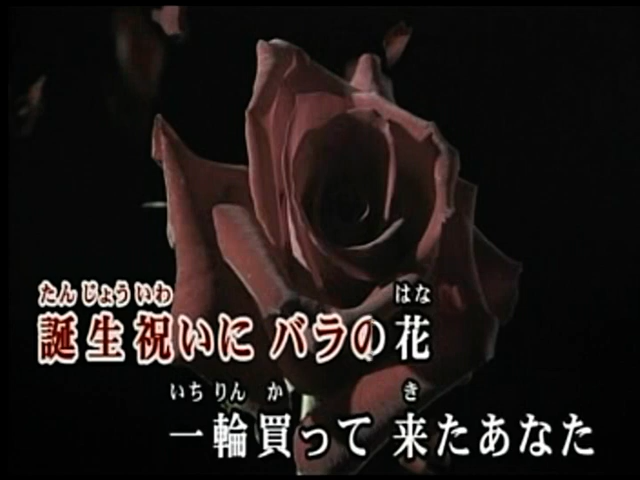 たんじょういわ はな
誕生祝いに バラの花
いちりん か き
一輪買って 来たあなた